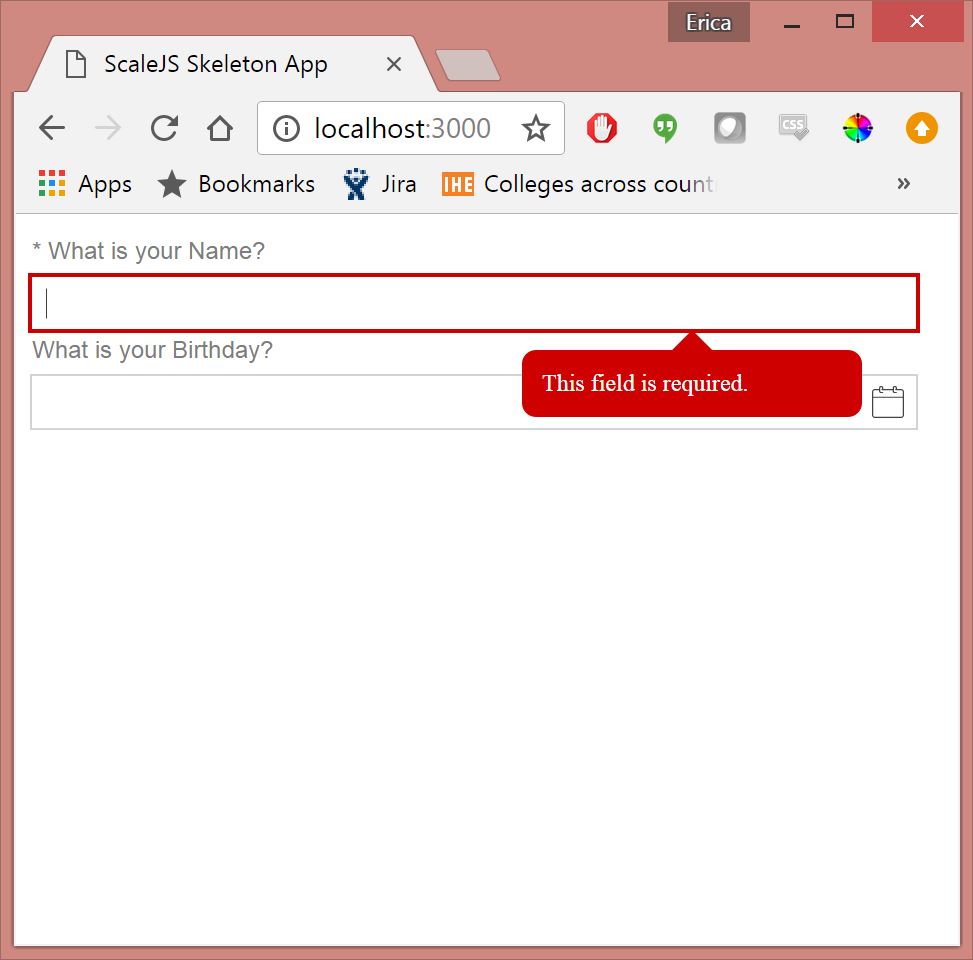 Erica
ScaleJS Skeleton App
localhost:3000
CSS
Apps
Bookmarks
Jira
IHE
Colleges across count
* What is your Name?
What is your Birthday?
This field is required.